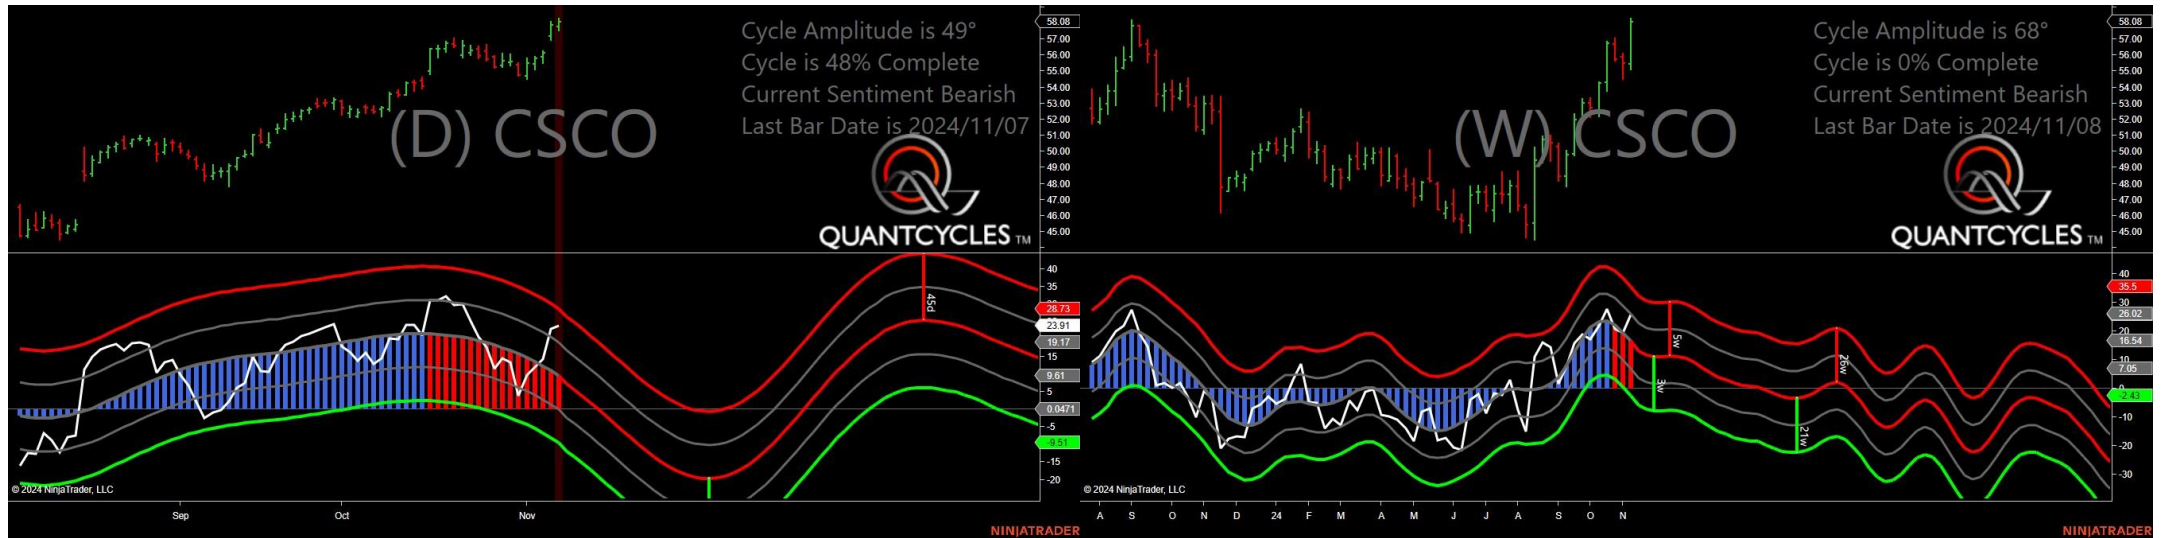 Cycle Amplitude is 49°
Cycle is 48% Complete
Current Sentiment Bearish
Last Bar Date is 2024/11/07
(D) CSCO
QUANTCYCLES TM
58.08
57.00
56.00
55.00
54.00
53.00
52.00
51.00
50.00
49.00
48.00
47.00
46.00
45.00
40
35
28.73
23.91
19.17
15
9.61
5
0.0471
-5
-9.51
-15
-20
45d
© 2024 NinjaTrader, LLC
Sep Oct Nov
NINJATRADER
Cycle Amplitude is 68°
Cycle is 0% Complete
Current Sentiment Bearish
Last Bar Date is 2024/11/08
(W) CSCO
QUANTCYCLES TM
58.08
57.00
56.00
55.00
54.00
53.00
52.00
51.00
50.00
49.00
48.00
47.00
46.00
45.00
40
35.5
30
26.02
20
16.54
10
7.05
0
-2.43
-10
-20
-30
5w
3w
26w
21w
© 2024 NinjaTrader, LLC
A S O N D 24 F M A M J J A S O N
NINJATRADER